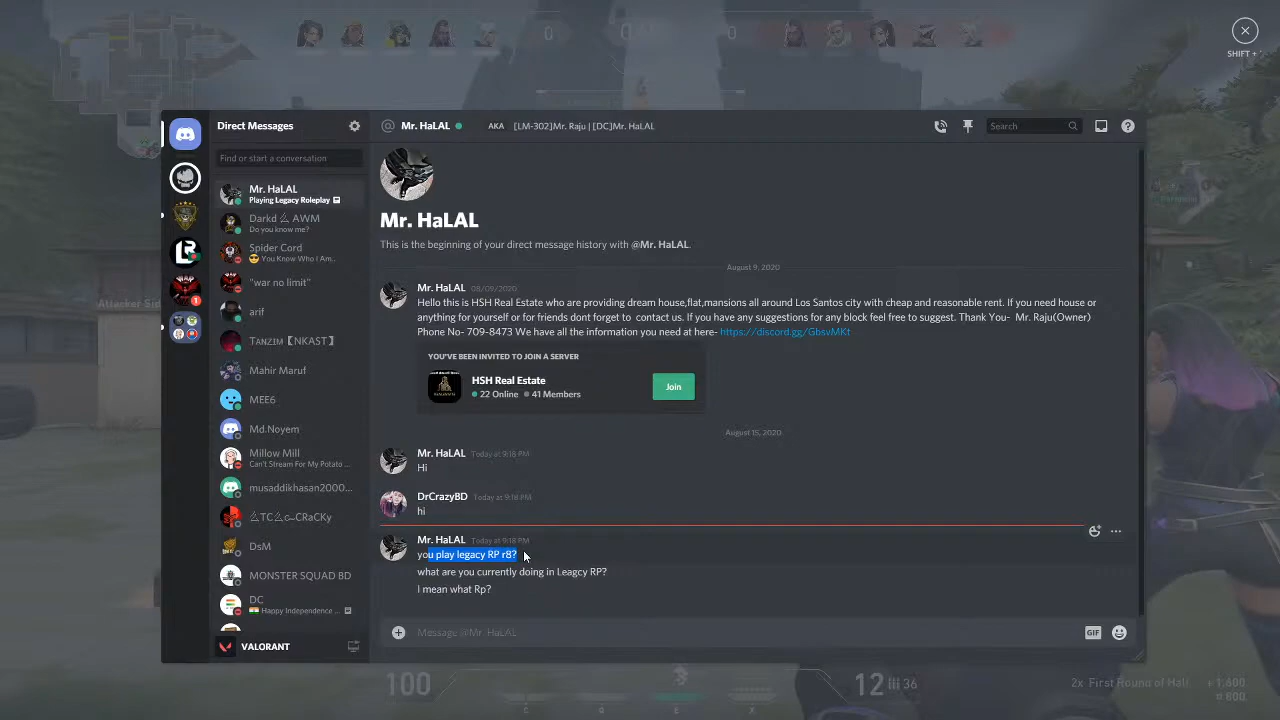 0
0
SHIFT +
Direct Messages
Mr. HaLAL
AKA
[LM-302]Mr. Raju | [DC]Mr. HaLAL
Search
Find or start a conversation
Mr. HaLAL
Playing Legacy Roleplay
Darkd 么 AWM
Do you know me?
Spider Cord
You Know Who I Am..
"war no limit"
arif
TANZIM【NKAST】
Mahir Maruf
MEE6
Md.Noyem
Millow Mill
Can't Stream For My Potato ...
musaddikhasan2000...
DsM
MONSTER SQUAD BD
DC
Happy Independence ...
VALORANT
Mr. HaLAL
This is the beginning of your direct message history with @Mr. HaLAL.
August 9, 2020
Mr. HaLAL 08/09/2020
Hello this is HSH Real Estate who are providing dream house,flat,mansions all around Los Santos city with cheap and reasonable rent. If you need house or
anything for yourself or for friends dont forget to contact us. If you have any suggestions for any block feel free to suggest. Thank You- Mr. Raju(Owner)
Phone No- 709-8473 We have all the information you need at here- https://discord.gg/GbsvMKt
YOU'VE BEEN INVITED TO JOIN A SERVER
HSH Real Estate
22 Online 41 Members
Join
August 15, 2020
Mr. HaLAL Today at 9:16 PM
Hi
DrCrazyBD Today at 9:18 PM
hi
Mr. HaLAL Today at 9:18 PM
you play legacy RP r8?
what are you currently doing in Leagcy RP?
I mean what Rp?
Message @Mr. HaLAL
GIF
100
12
36
2x First Round of Half
+ 1,600
800
C
Q
E
X